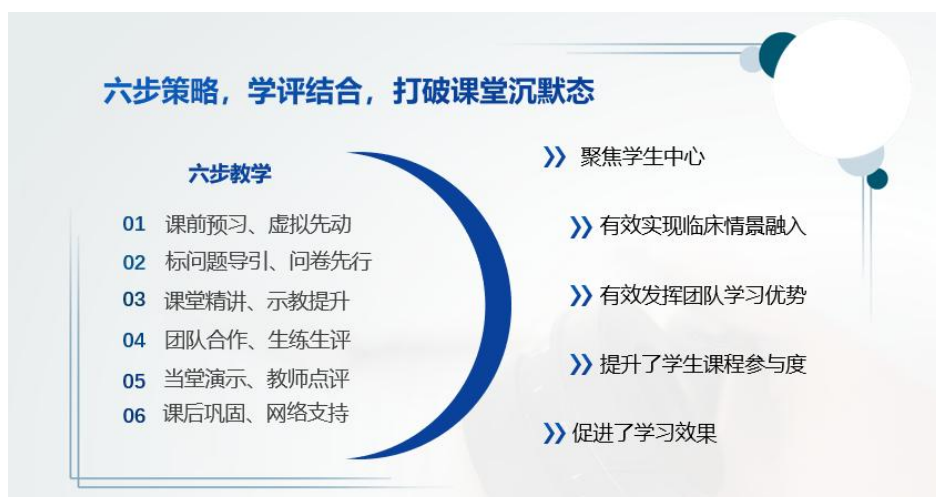 六步策略，学评结合，打破课堂沉默态
六步教学
01 课前预习、虚拟先动
02 标问题导引、问卷先行
03 课堂精讲、示教提升
04 团队合作、生练生评
05 当堂演示、教师点评
06 课后巩固、网络支持
聚焦学生中心
有效实现临床情景融入
有效发挥团队学习优势
提升了学生课程参与度
促进了学习效果